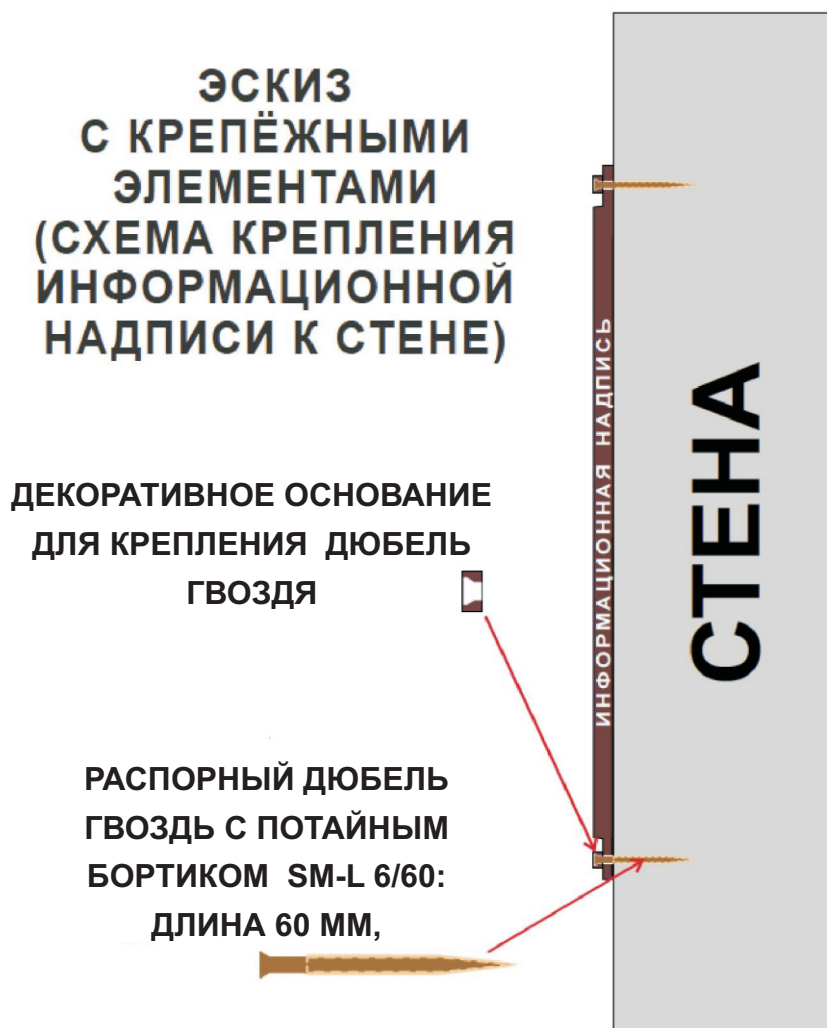 ЭСКИЗ
С КРЕПЁЖНЫМИ
ЭЛЕМЕНТАМИ
(СХЕМА КРЕПЛЕНИЯ
ИНФОРМАЦИОННОЙ
НАДПИСИ К СТЕНЕ)
ДЕКОРАТИВНОЕ ОСНОВАНИЕ
ДЛЯ КРЕПЛЕНИЯ ДЮБЕЛЬ
ГВОЗДЯ
РАСПОРНЫЙ ДЮБЕЛЬ
ГВОЗДЬ С ПОТАЙНЫМ
БОРТИКОМ SM-L 6/60:
ДЛИНА 60 ММ,
ИНФОРМАЦИОННАЯ НАДПИСЬ
СТЕНА